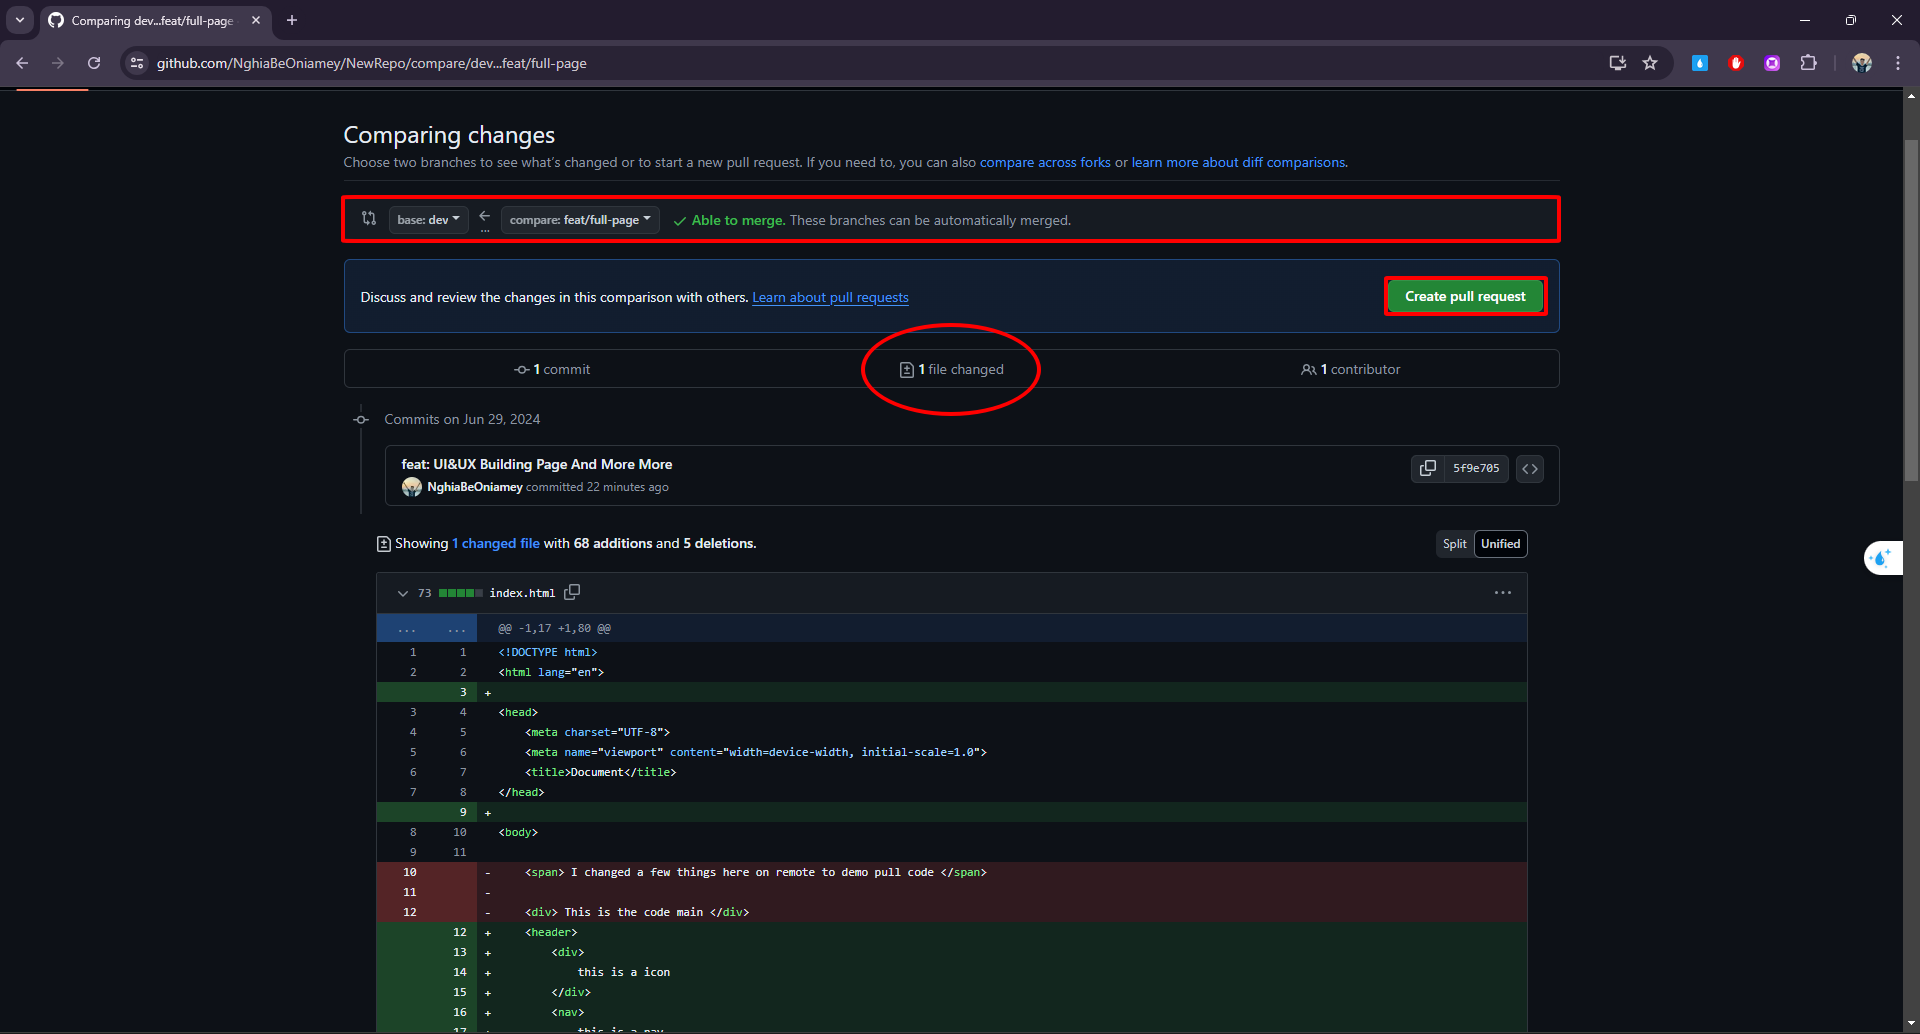 Comparing dev...feat/full-page
github.com/NghiaBeOniamey/NewRepo/compare/dev...feat/full-page
Comparing changes
Choose two branches to see what's changed or to start a new pull request. If you need to, you can also compare across forks or learn more about diff comparisons.
base: dev
...
compare: feat/full-page
Able to merge. These branches can be automatically merged.
Discuss and review the changes in this comparison with others. Learn about pull requests
Create pull request
1 commit
1 file changed
1 contributor
Commits on Jun 29, 2024
feat: UI&UX Building Page And More More
NghiaBeOniamey committed 22 minutes ago
5f9e705
Showing 1 changed file with 68 additions and 5 deletions.
Split Unified
73 index.html
... ... @@ -1,17 +1,80 @@
1 1 <!DOCTYPE html>
2 2 <html lang="en">
3 +
3 4 <head>
4 5 <meta charset="UTF-8">
5 6 <meta name="viewport" content="width=device-width, initial-scale=1.0">
6 7 <title>Document</title>
7 8 </head>
9 +
8 10 <body>
9 11
10 - <span> I changed a few things here on remote to demo pull code </span>
11 -
12 - <div> This is the code main </div>
12 + <header>
13 + <div>
14 + this is a icon
15 + </div>
16 + <nav>
17 this is a nav